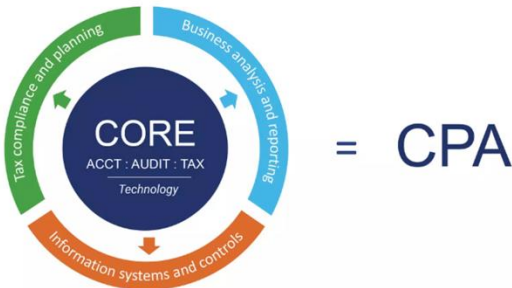 Tax compliance and planning
Business analysis and reporting
CORE
ACCT : AUDIT : TAX
Technology
Information systems and controls
= CPA